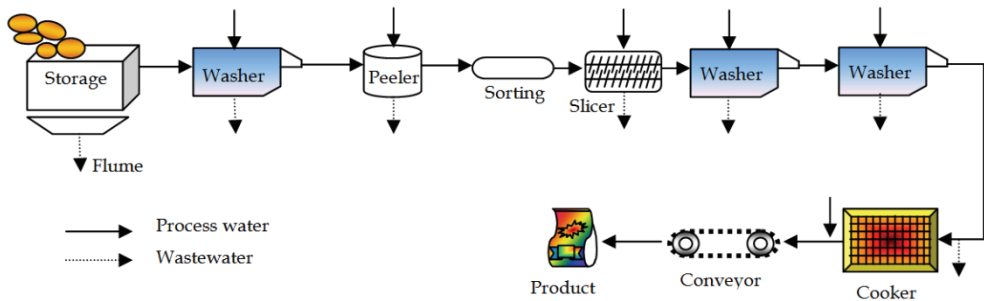 Storage
Washer
Peeler
Sorting
Slicer
Washer
Washer
Flume
Process water
Wastewater
Product
Conveyor
Cooker